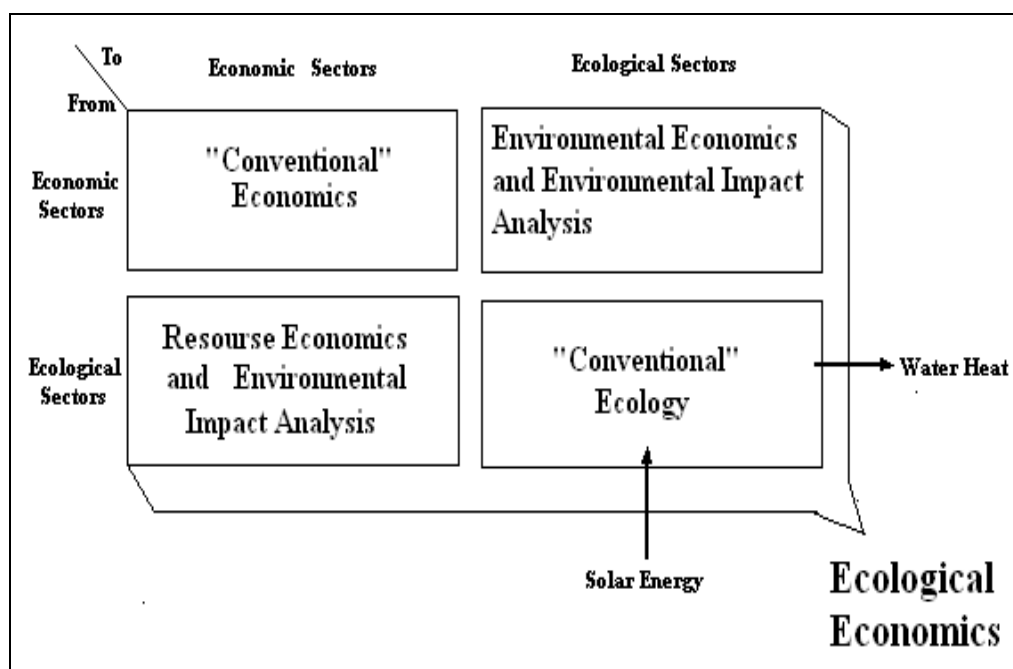 To
From
Economic Sectors
Ecological Sectors
Economic
Sectors
"Conventional"
Economics
Environmental Economics
and Environmental Impact
Analysis
Ecological
Sectors
Resourse Economics
and Environmental
Impact Analysis
"Conventional"
Ecology
Water Heat
Solar Energy
Ecological
Economics